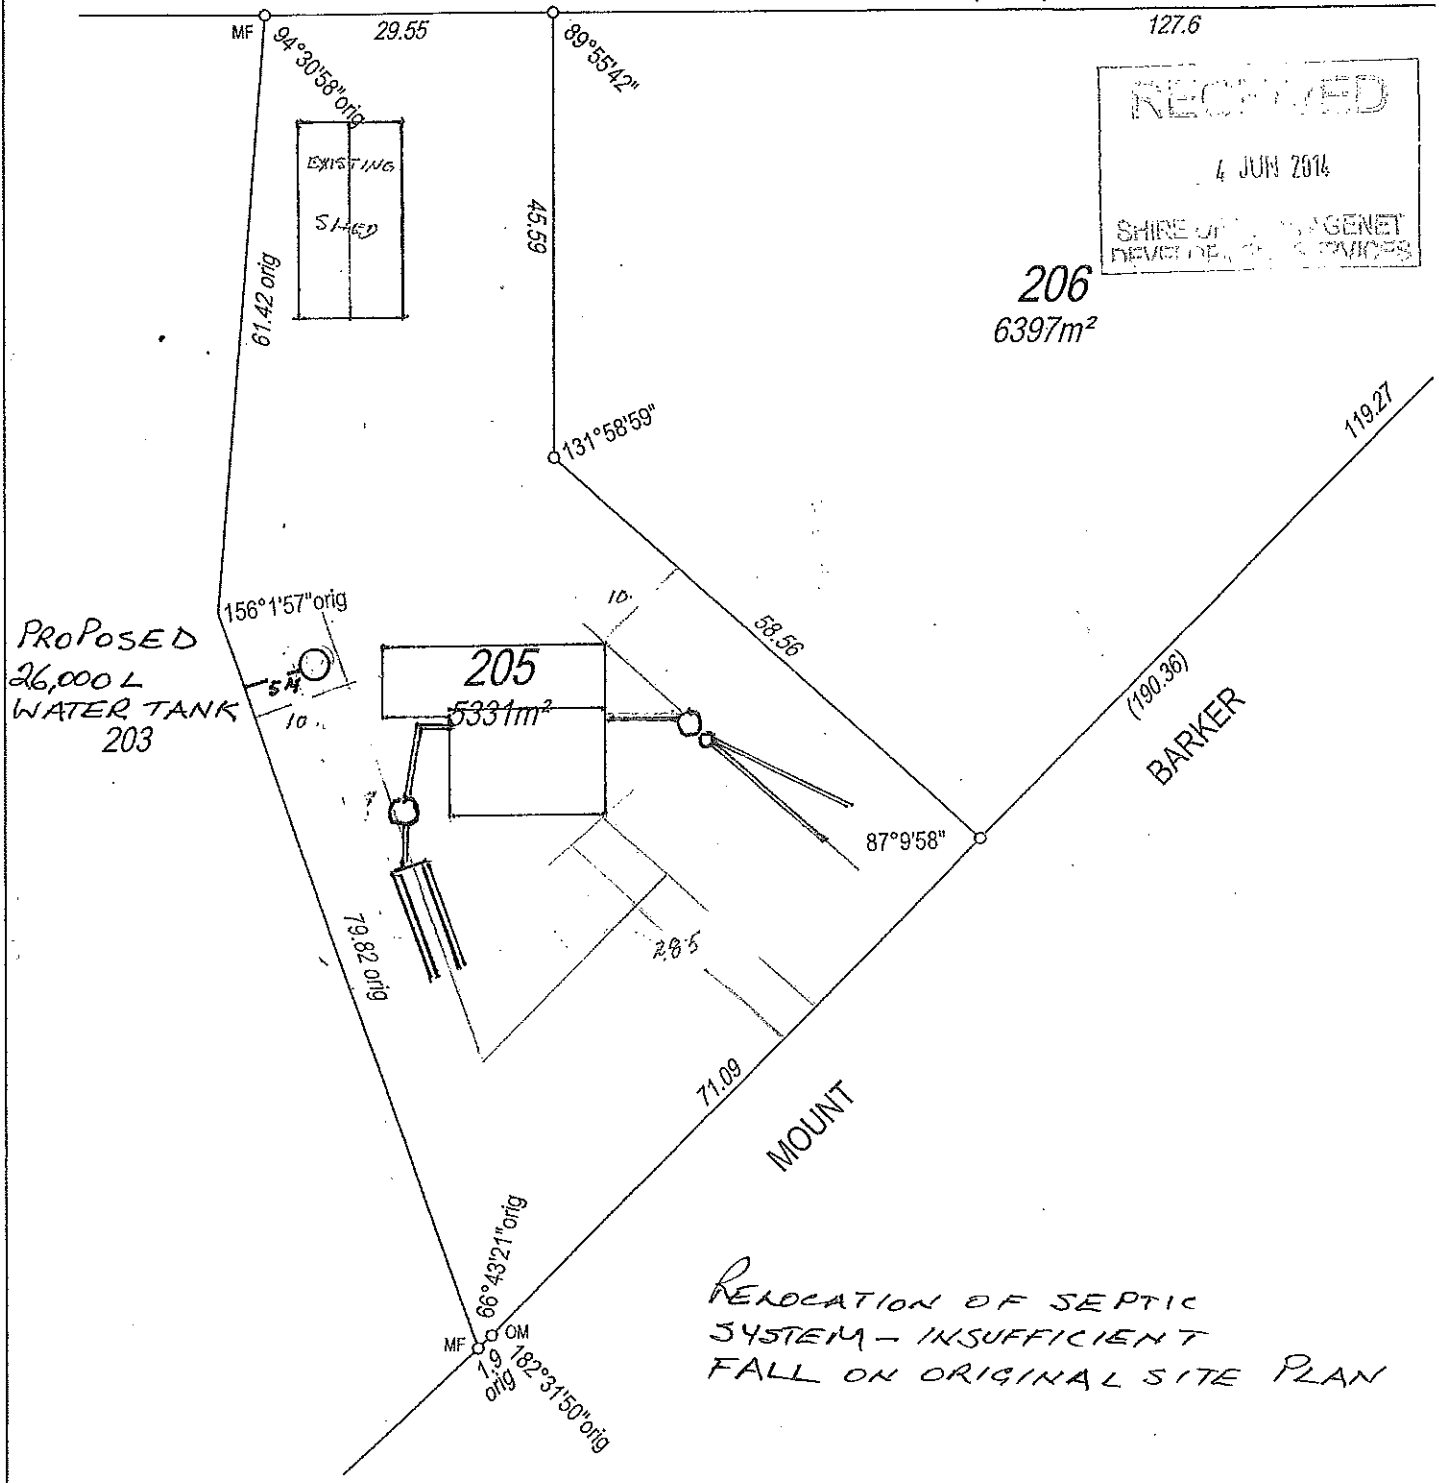 MF
29.55
127.6
94°30'58"orig
89°55'42"
4 JUN 2014
SHIRE
EXISTING
SHED
61.42 orig
45.59
206
6397m²
131°58'59"
119.27
156°1'57"orig
10.
58.56
PROPOSED
26,000 L
WATER TANK
203
5M
10.
205
5331m²
(190.36)
BARKER
87°9'58"
79.82 orig
28.5
71.09
MOUNT
66°43'21"orig
MF
OM
1.9
orig
182°31'50"orig
RELOCATION OF SEPTIC
SYSTEM - INSUFFICIENT
FALL ON ORIGINAL SITE PLAN